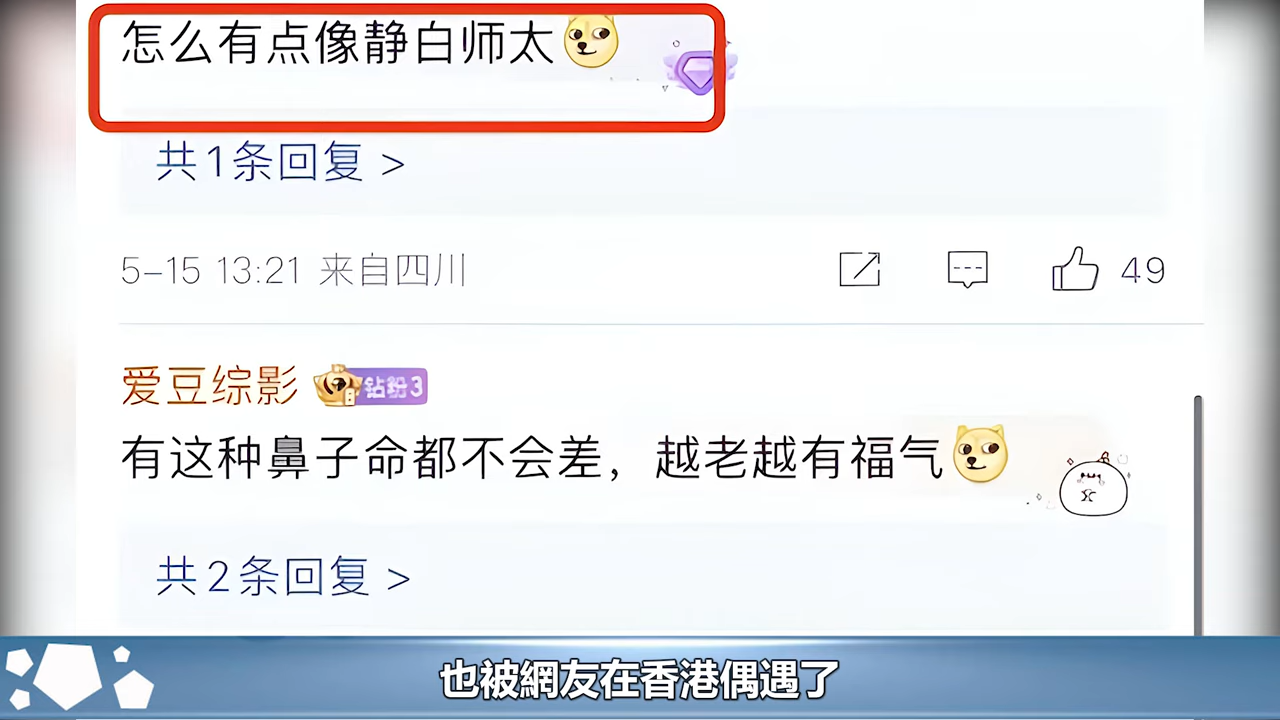 怎么有点像静白师太
共1条回复 >
5-15 13:21 来自四川
49
爱豆综影 钻粉3
有这种鼻子命都不会差，越老越有福气
共2条回复 >
也被網友在香港偶遇了